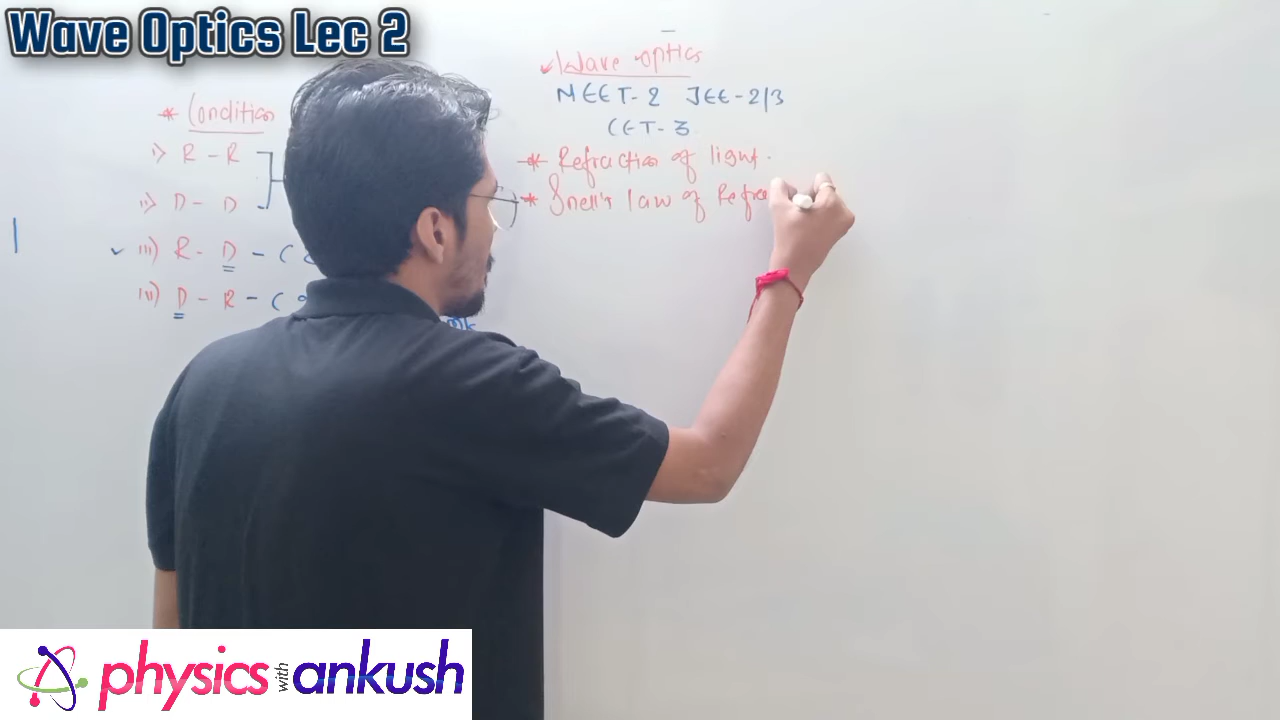 Wave Optics Lec 2
* Condition
i) R - R
ii) D - D
iii) R - D - C
iii) D - R - C
Wave optics
NEET-2 JEE-2/3
CET-3
* Refraction of light.
* Snell's law of Refra
physics with ankush